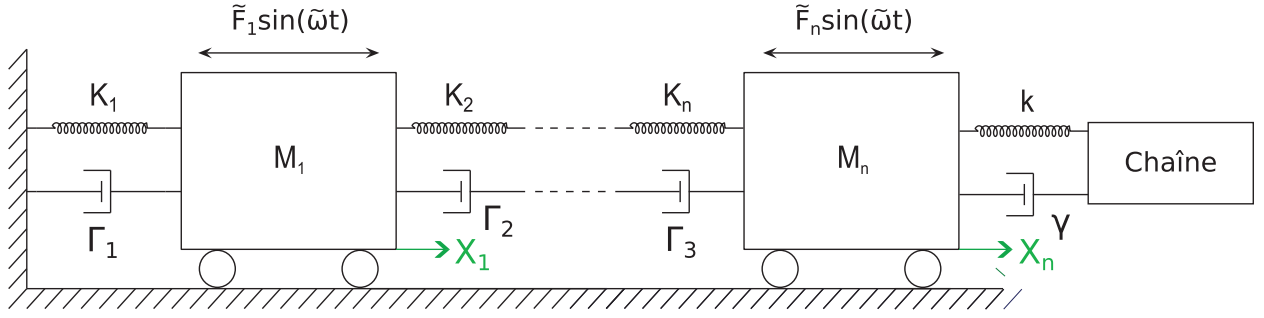 F̃₁sin(ω̃t) F̃ₙsin(ω̃t)
K₁ K₂ Kₙ k
M₁ Mₙ Chaîne
Γ₁ Γ₂ Γ₃ γ
X₁ Xₙ